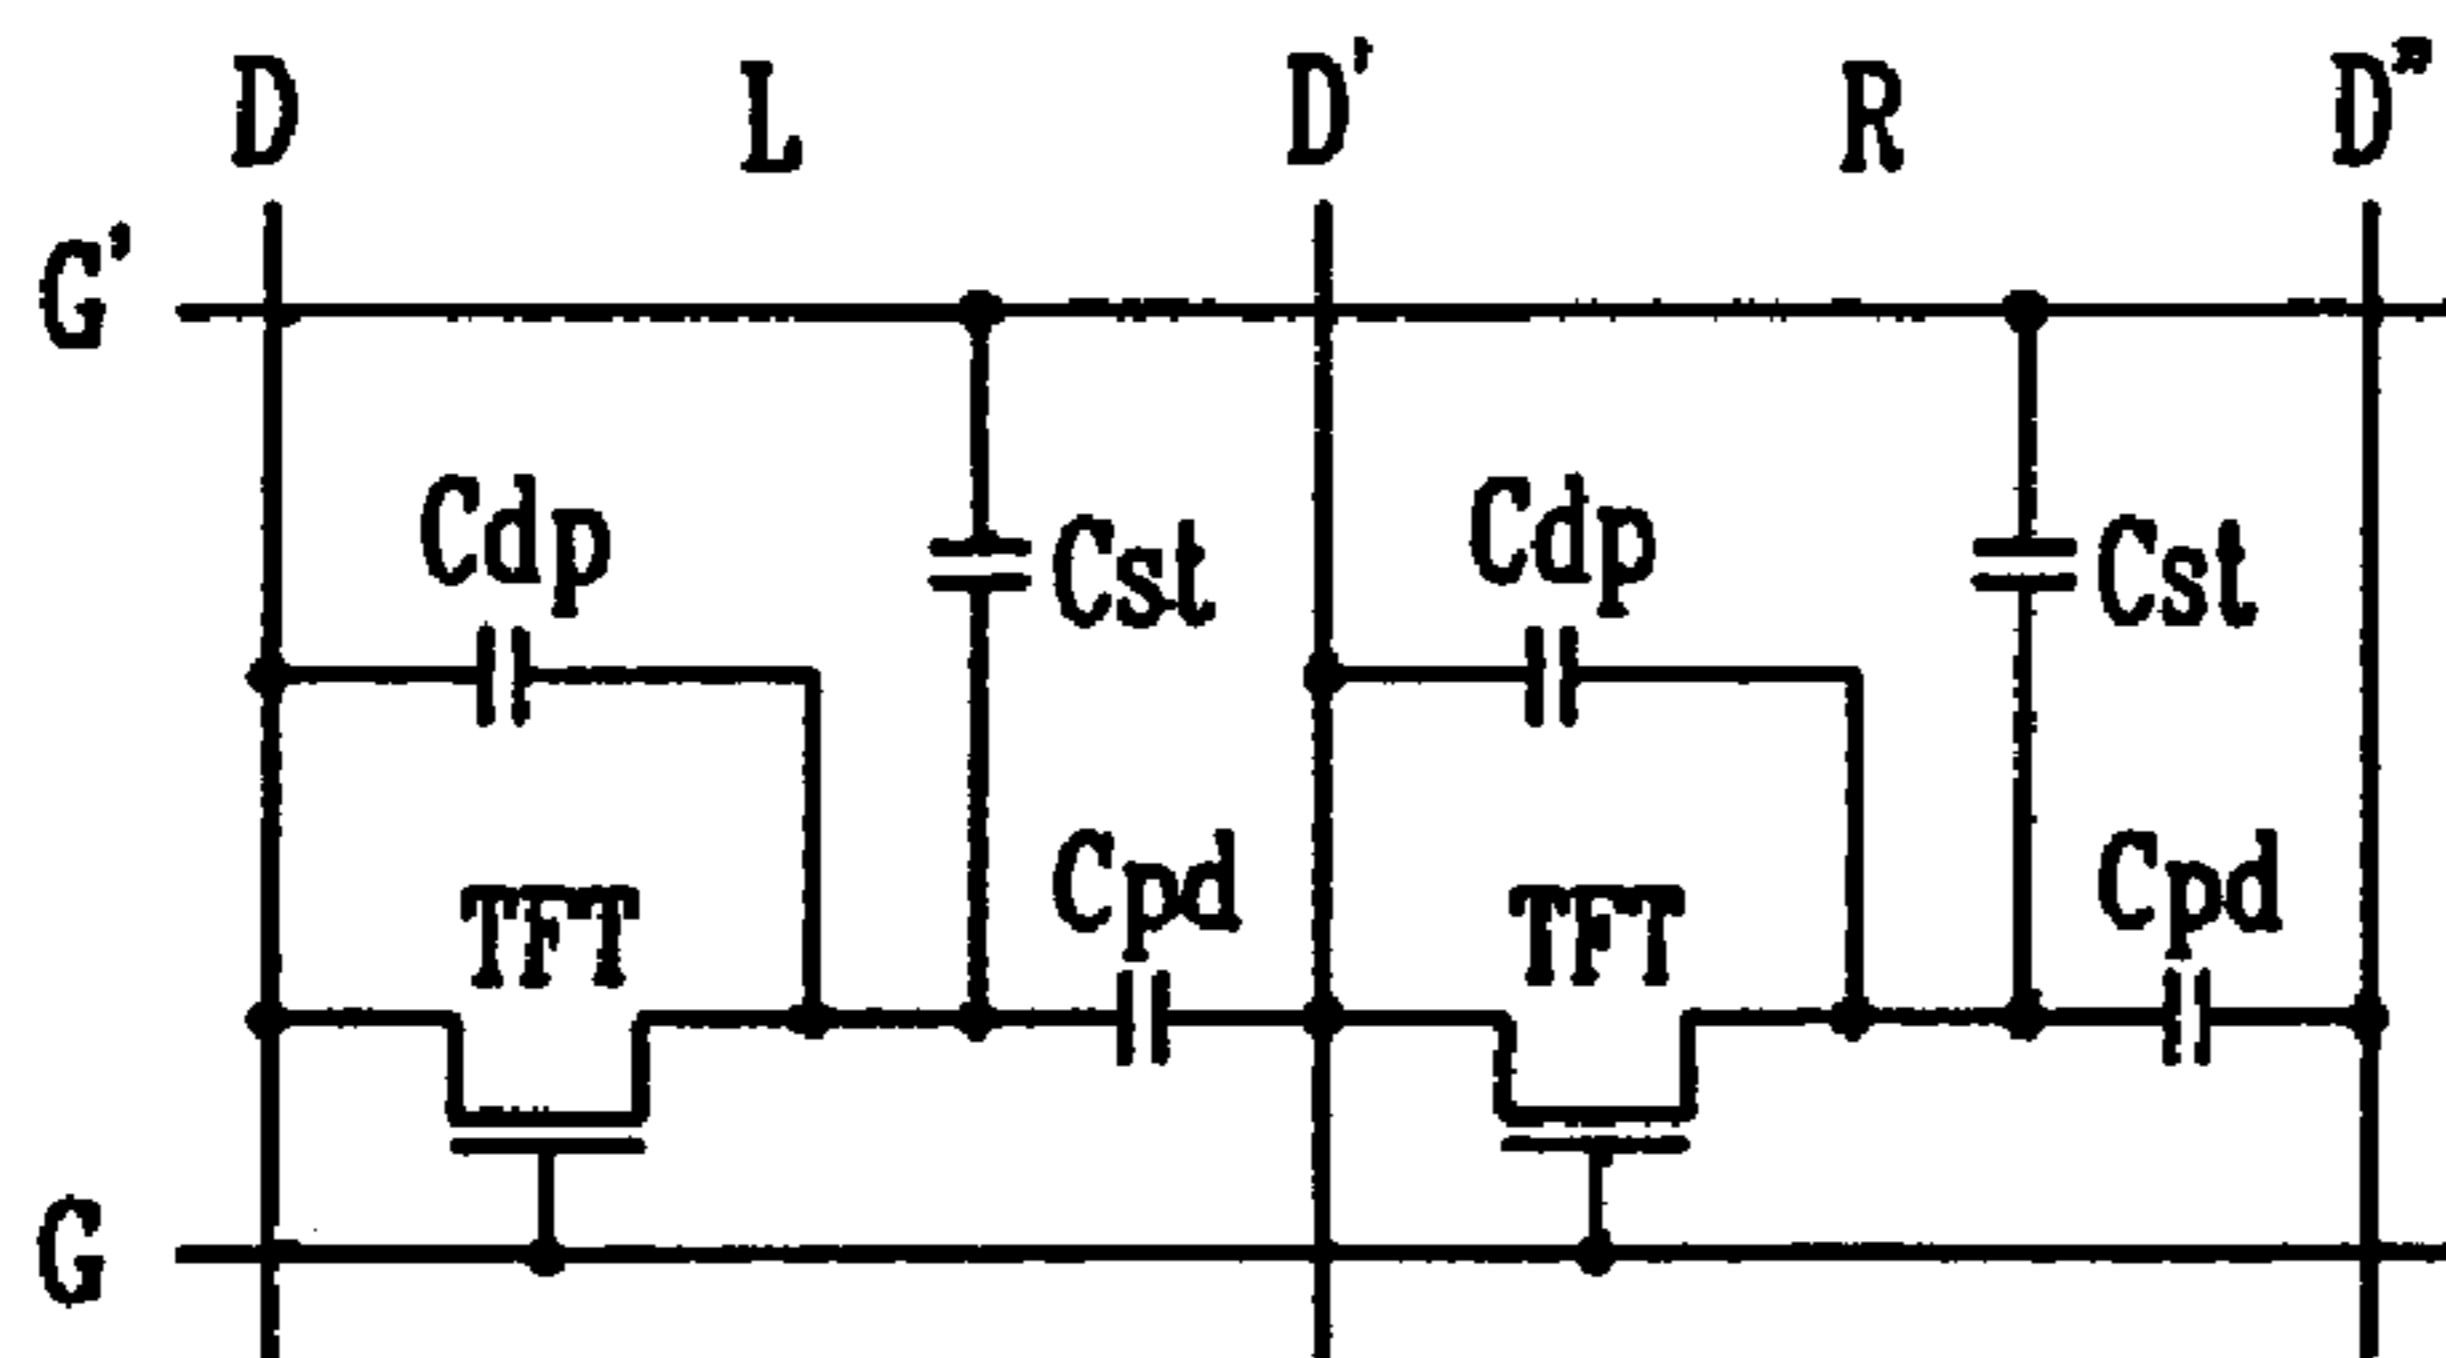 D L D' R D"
G'
Cdp Cst Cdp Cst
TFT Cpd TFT Cpd
G